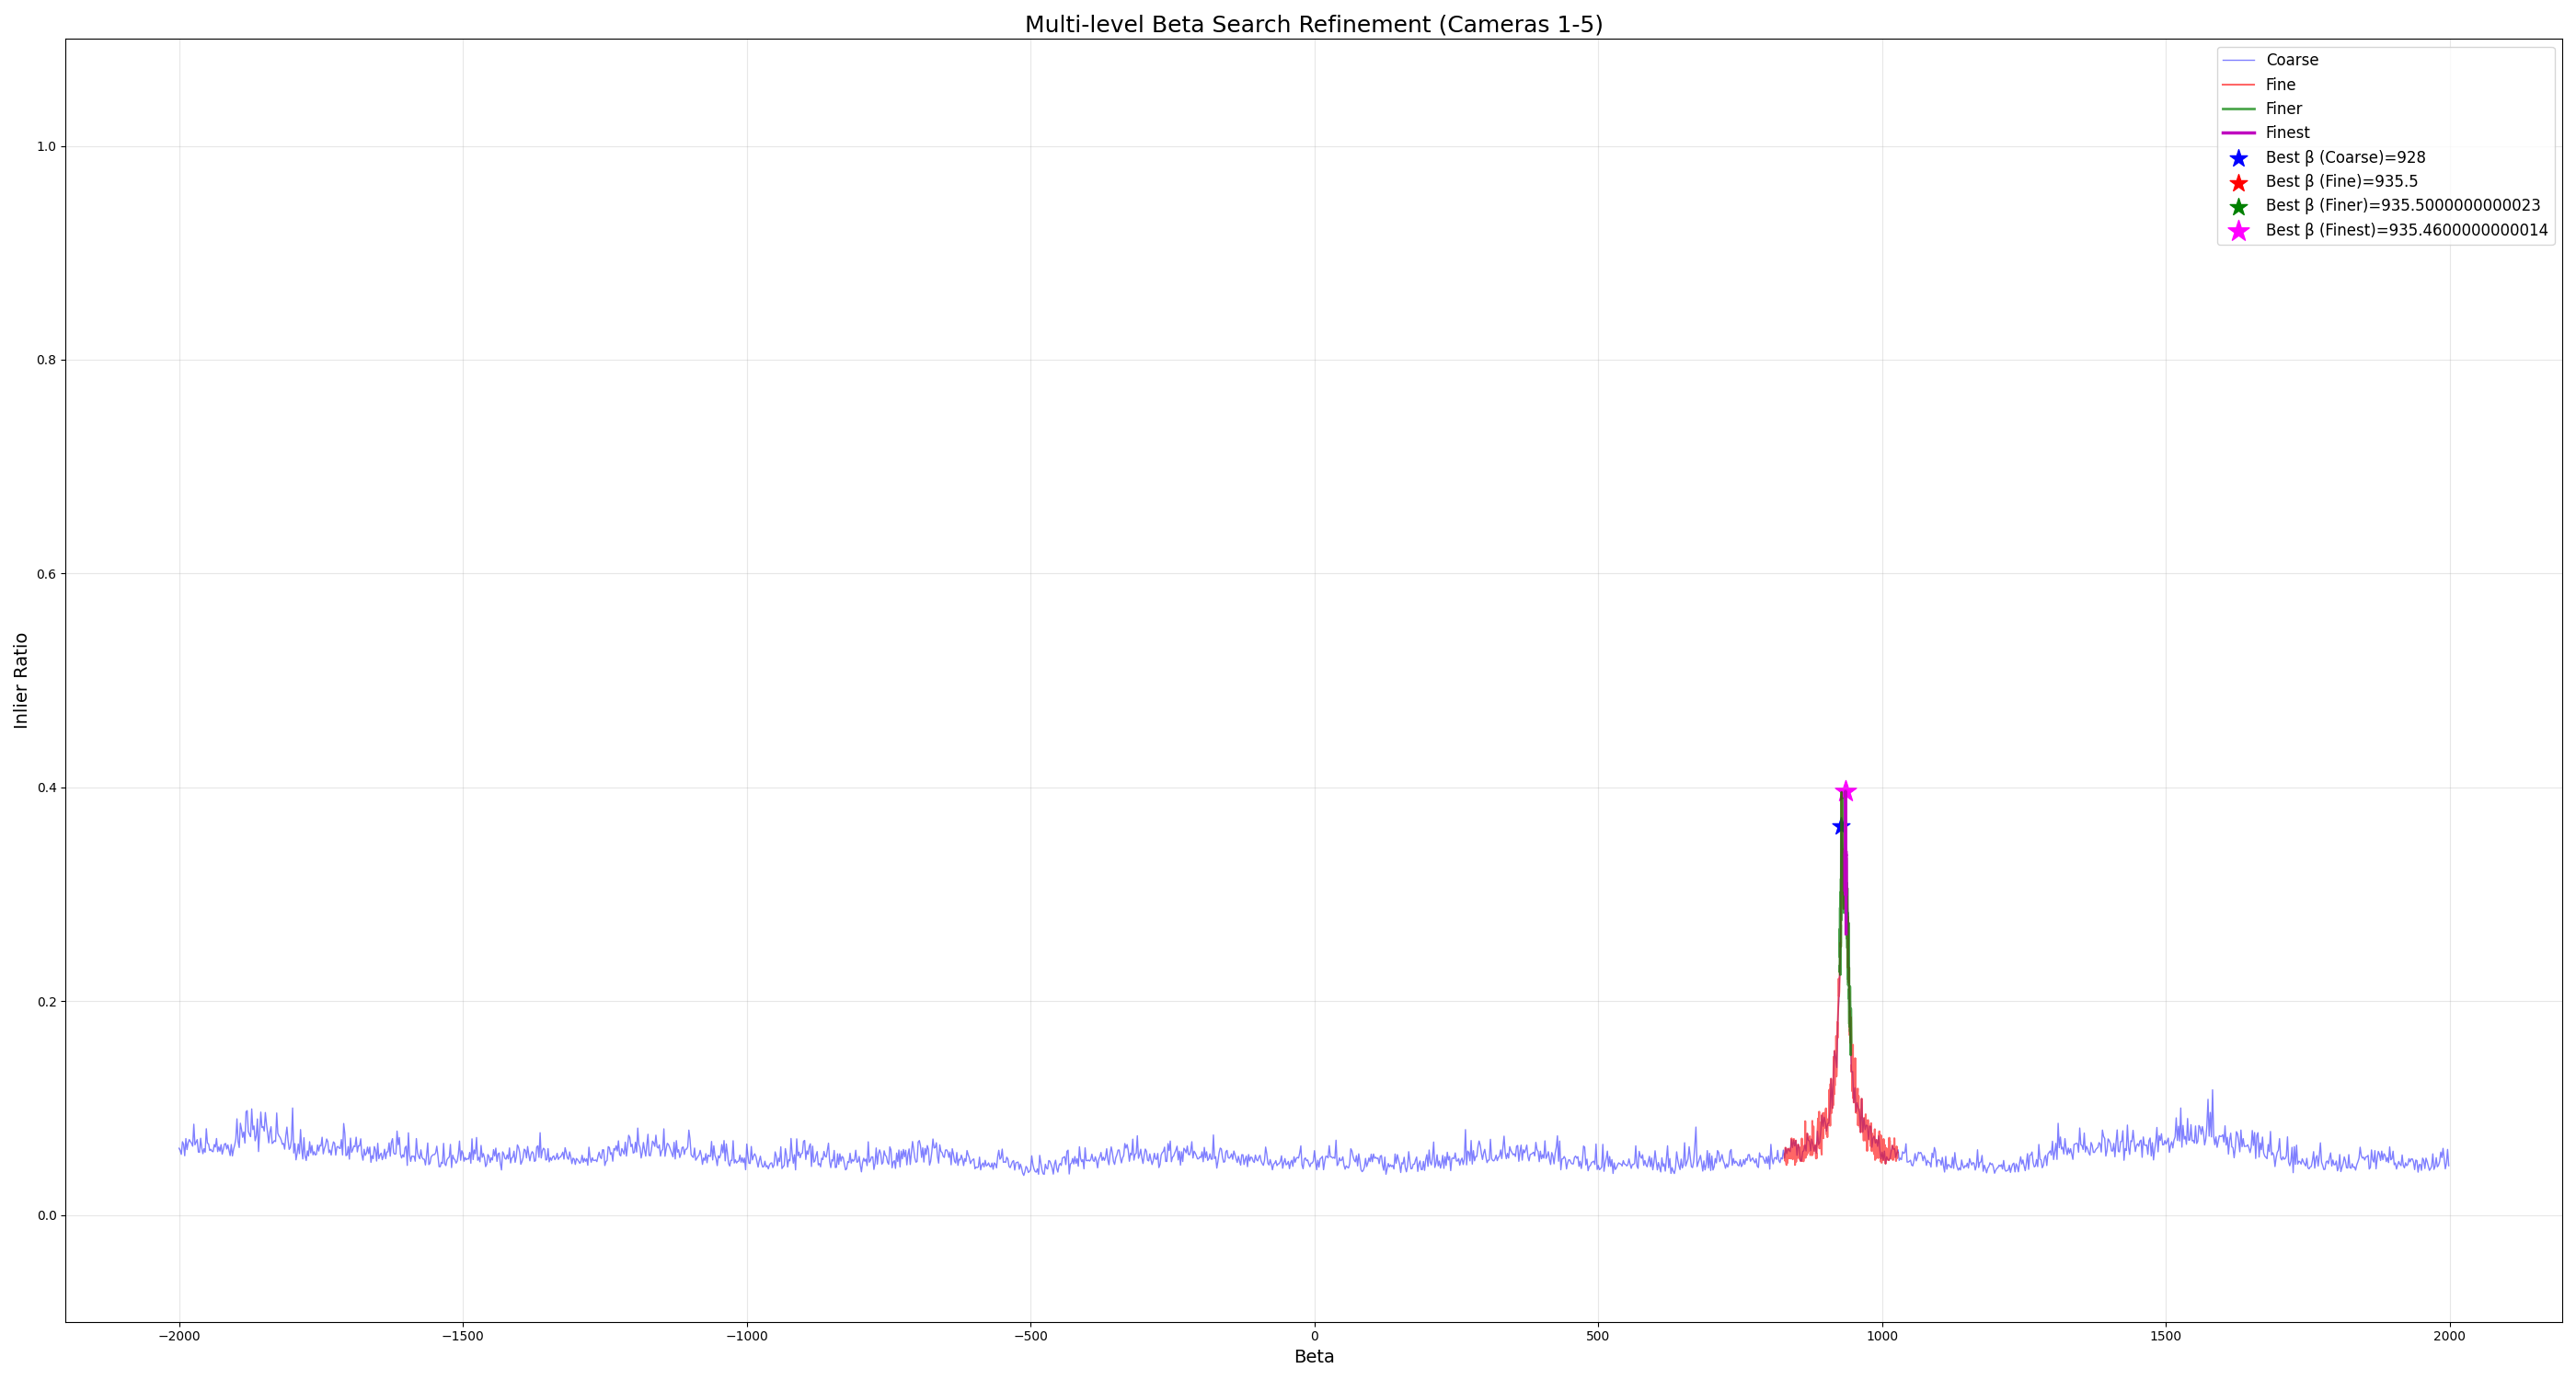 Multi-level Beta Search Refinement (Cameras 1-5)
Coarse
Fine
Finer
Finest
Best β (Coarse)=928
Best β (Fine)=935.5
Best β (Finer)=935.5000000000023
Best β (Finest)=935.4600000000014
1.0
0.8
0.6
0.4
0.2
0.0
Inlier Ratio
−2000 −1500 −1000 −500 0 500 1000 1500 2000
Beta